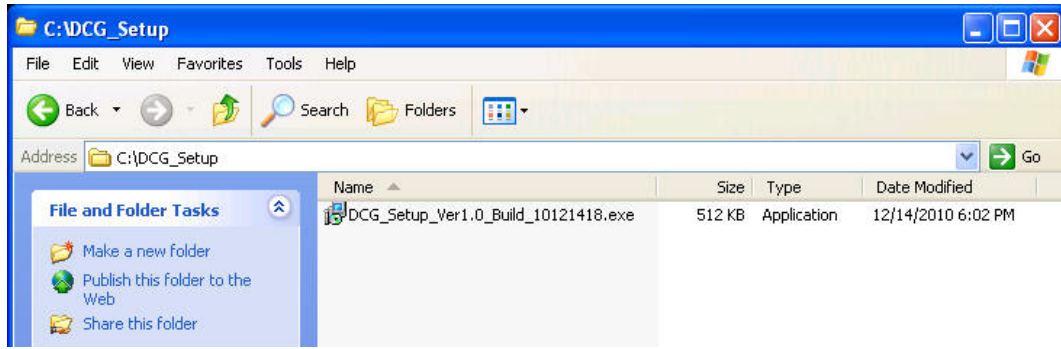 C:\DCG_Setup
File Edit View Favorites Tools Help
Back Search Folders
Address C:\DCG_Setup Go
Name Size Type Date Modified
File and Folder Tasks
DCG_Setup_Ver1.0_Build_10121418.exe 512 KB Application 12/14/2010 6:02 PM
Make a new folder
Publish this folder to the
Web
Share this folder